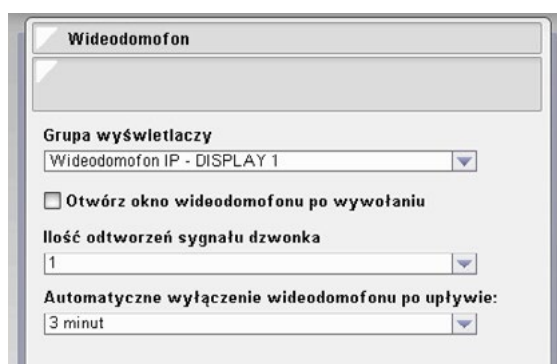 Wideodomofon
Grupa wyświetlaczy
Wideodomofon IP - DISPLAY 1
Otwórz okno wideodomofonu po wywołaniu
Ilość odtworzeń sygnału dzwonka
1
Automatyczne wyłączenie wideodomofonu po upływie:
3 minut